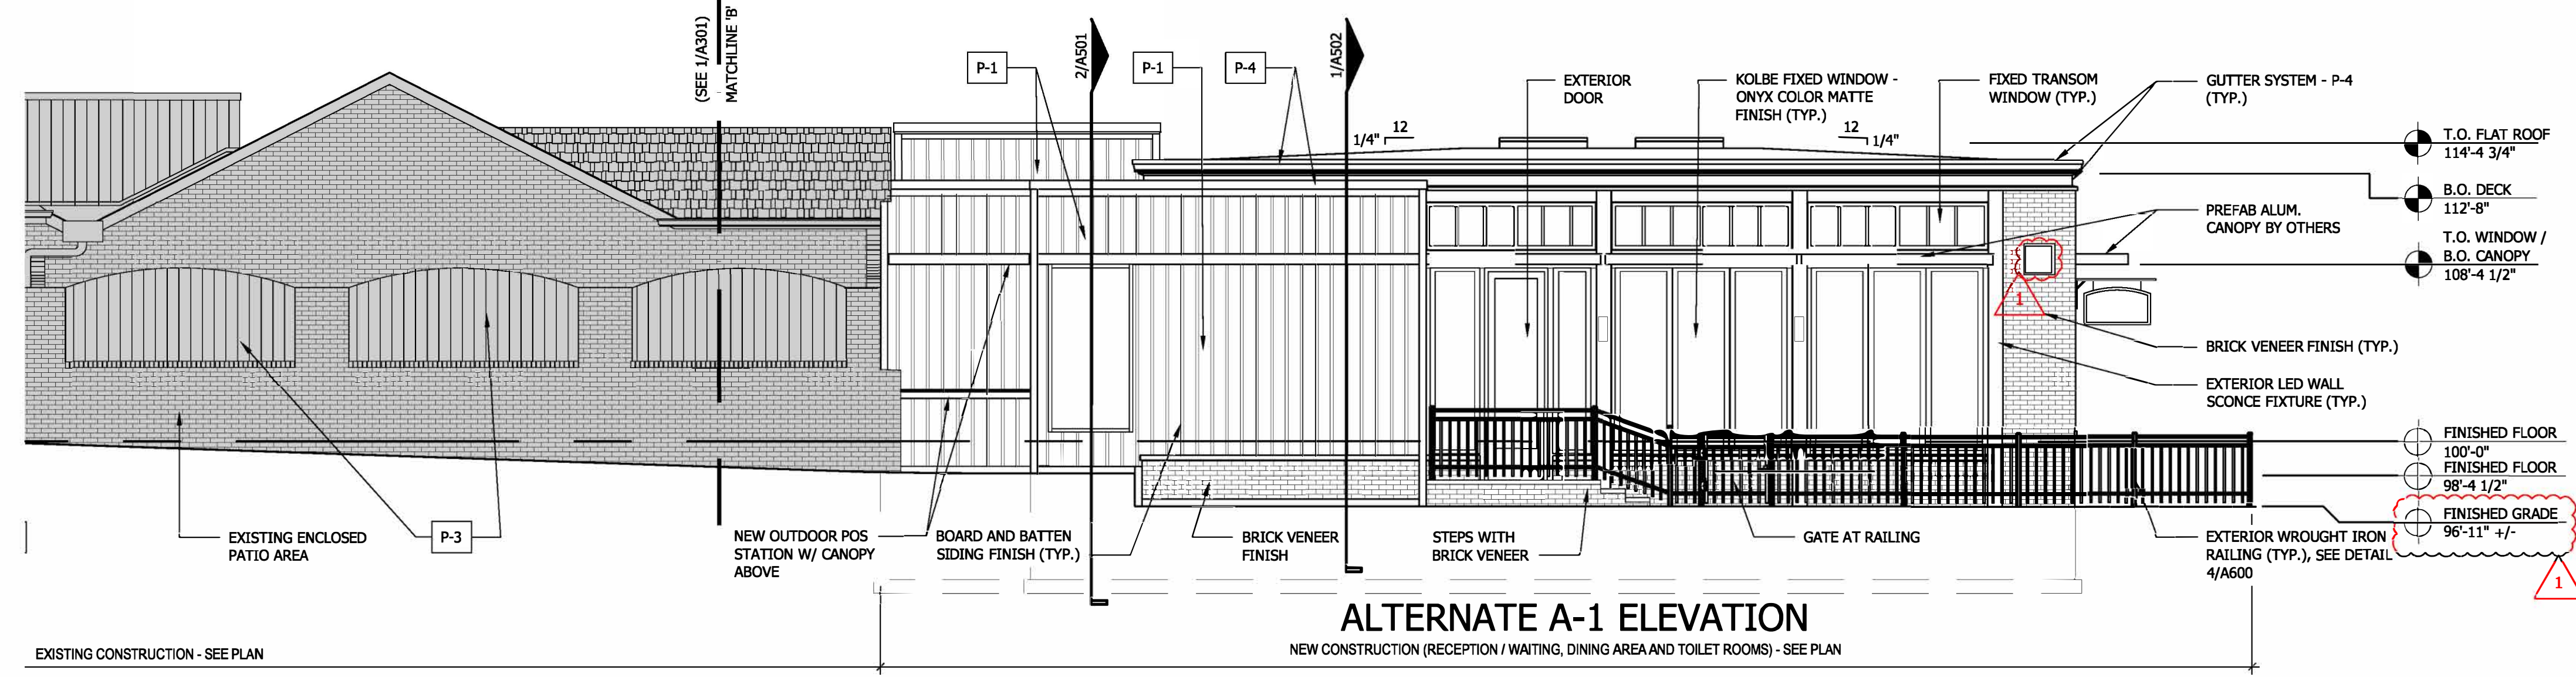 (SEE 1/A301)
MATCHLINE 'B'
P-1
2/A501
P-1
P-4
1/A502
EXTERIOR
DOOR
KOLBE FIXED WINDOW -
ONYX COLOR MATTE
FINISH (TYP.)
FIXED TRANSOM
WINDOW (TYP.)
GUTTER SYSTEM - P-4
(TYP.)
12
1/4"
12
1/4"
T.O. FLAT ROOF
114'-4 3/4"
B.O. DECK
112'-8"
PREFAB ALUM.
CANOPY BY OTHERS
T.O. WINDOW /
B.O. CANOPY
108'-4 1/2"
1
BRICK VENEER FINISH (TYP.)
EXTERIOR LED WALL
SCONCE FIXTURE (TYP.)
FINISHED FLOOR
100'-0"
FINISHED FLOOR
98'-4 1/2"
FINISHED GRADE
96'-11" +/-
1
EXISTING ENCLOSED
PATIO AREA
P-3
NEW OUTDOOR POS
STATION W/ CANOPY
ABOVE
BOARD AND BATTEN
SIDING FINISH (TYP.)
BRICK VENEER
FINISH
STEPS WITH
BRICK VENEER
GATE AT RAILING
EXTERIOR WROUGHT IRON
RAILING (TYP.), SEE DETAIL
4/A600
ALTERNATE A-1 ELEVATION
EXISTING CONSTRUCTION - SEE PLAN
NEW CONSTRUCTION (RECEPTION / WAITING, DINING AREA AND TOILET ROOMS) - SEE PLAN